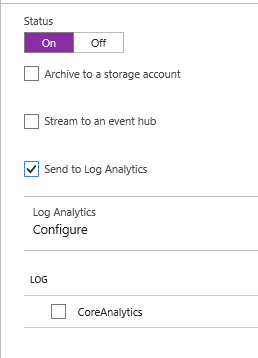 Status
On Off
Archive to a storage account
Stream to an event hub
Send to Log Analytics
Log Analytics
Configure
LOG
CoreAnalytics